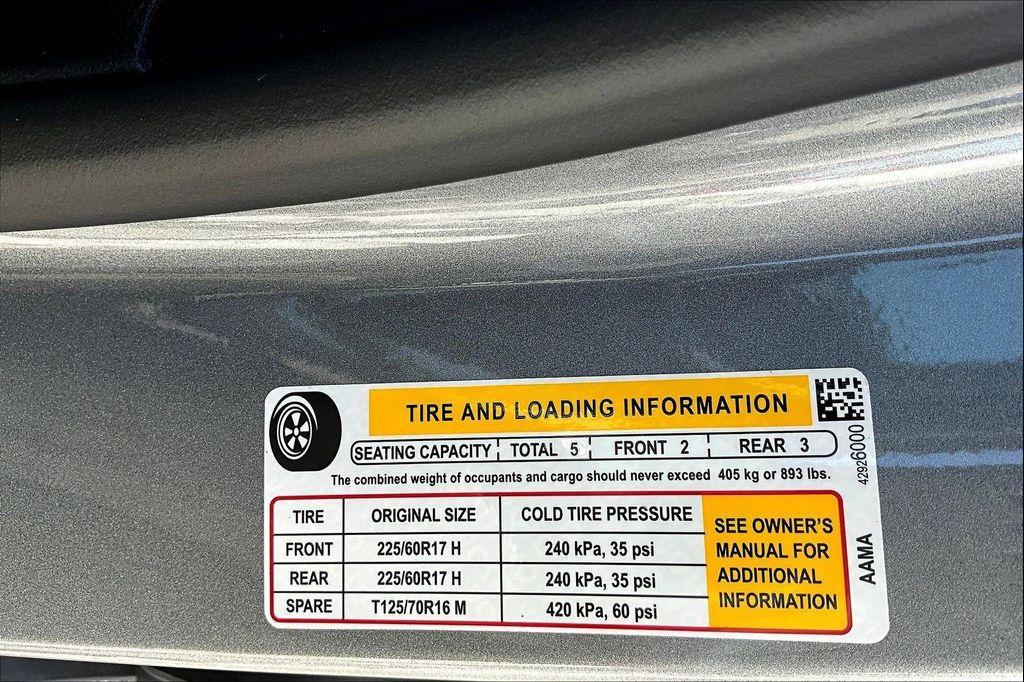 TIRE AND LOADING INFORMATION
SEATING CAPACITY TOTAL 5 FRONT 2 REAR 3
The combined weight of occupants and cargo should never exceed 405 kg or 893 lbs.
TIRE ORIGINAL SIZE COLD TIRE PRESSURE
FRONT 225/60R17 H 240 kPa, 35 psi
REAR 225/60R17 H 240 kPa, 35 psi
SPARE T125/70R16 M 420 kPa, 60 psi
SEE OWNER'S
MANUAL FOR
ADDITIONAL
INFORMATION
42926000
AAMA